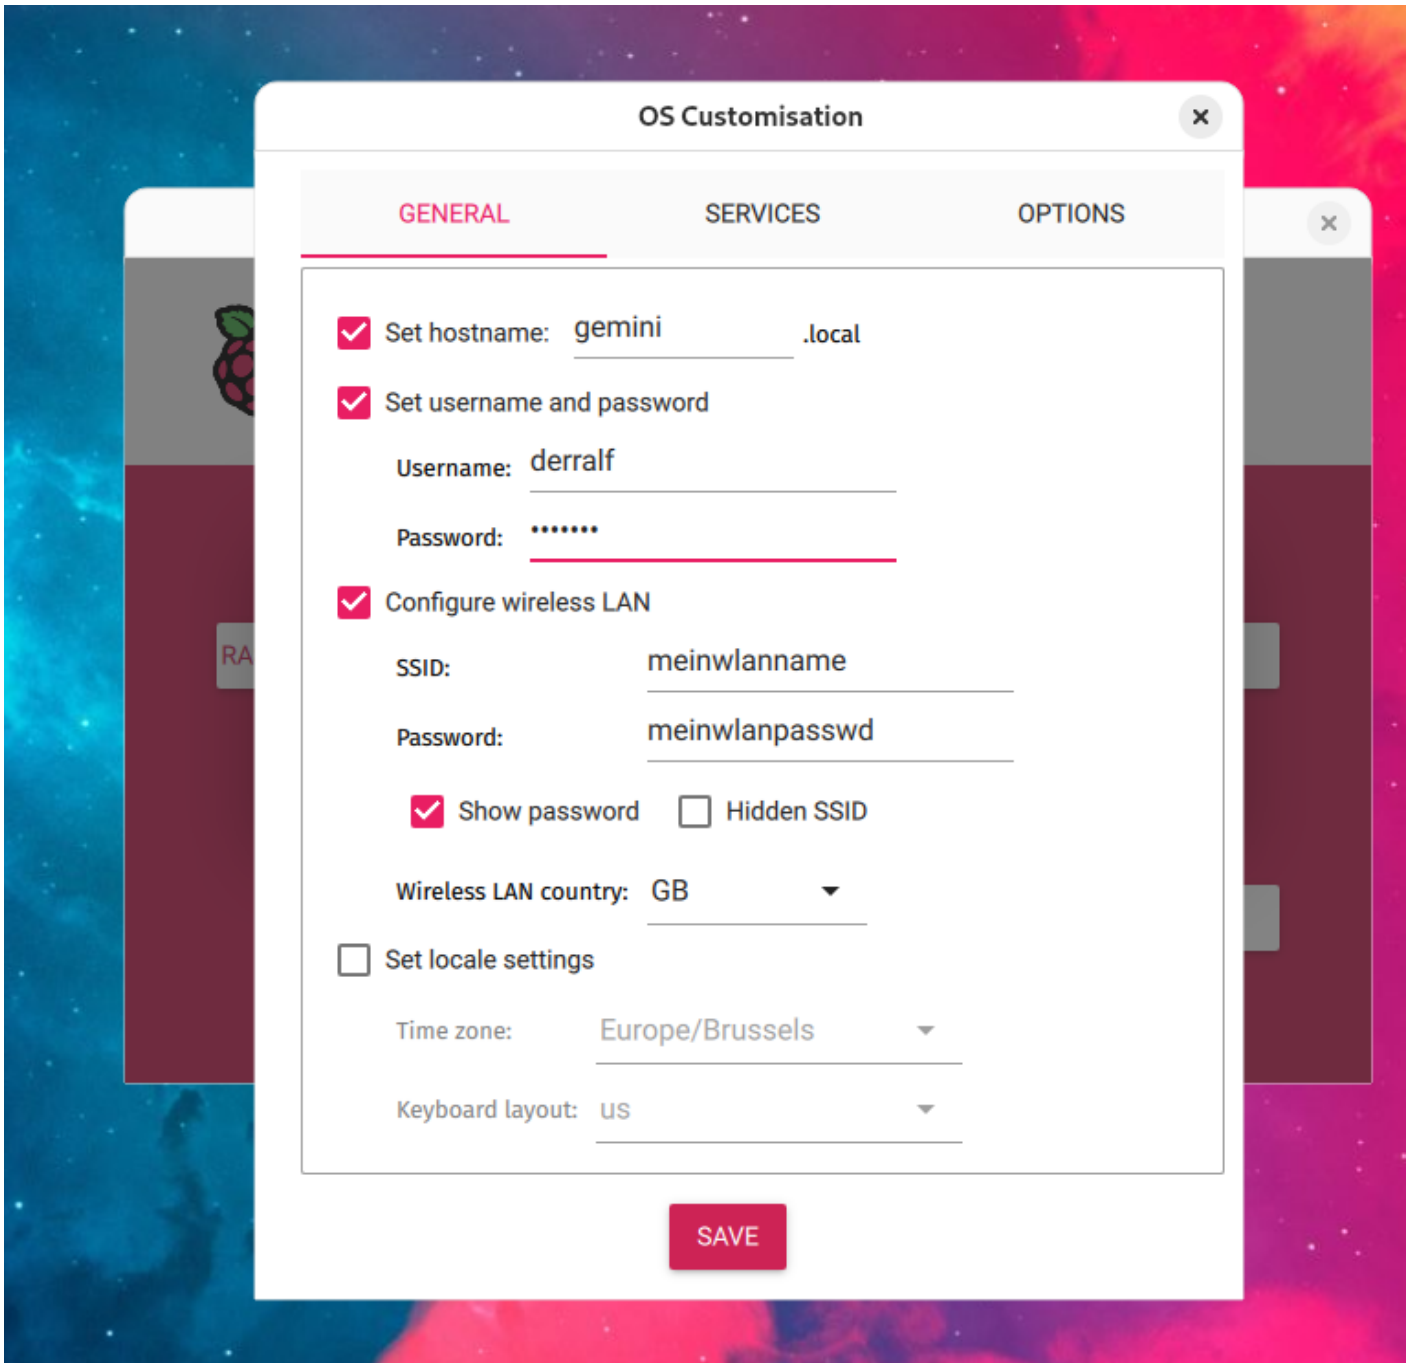 OS Customisation
GENERAL SERVICES OPTIONS
Set hostname: gemini .local
Set username and password
Username: derralf
Password: •••••••
Configure wireless LAN
SSID: meinwlanname
Password: meinwlanpasswd
Show password Hidden SSID
Wireless LAN country: GB
Set locale settings
Time zone: Europe/Brussels
Keyboard layout: us
SAVE
RA